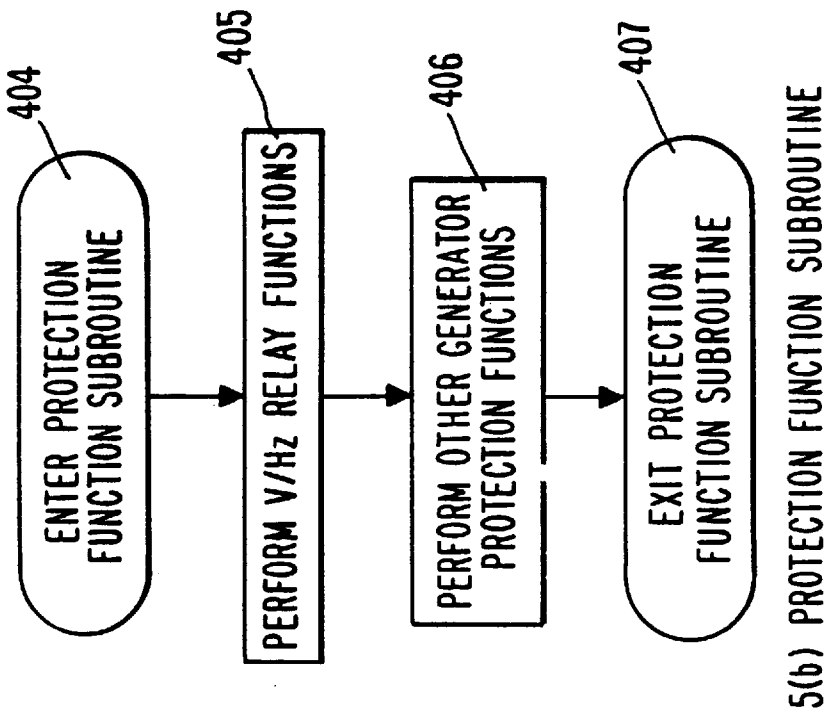 404
ENTER PROTECTION
FUNCTION SUBROUTINE
405
PERFORM V/Hz RELAY FUNCTIONS
406
PERFORM OTHER GENERATOR
PROTECTION FUNCTIONS
407
EXIT PROTECTION
FUNCTION SUBROUTINE
5(b) PROTECTION FUNCTION SUBROUTINE